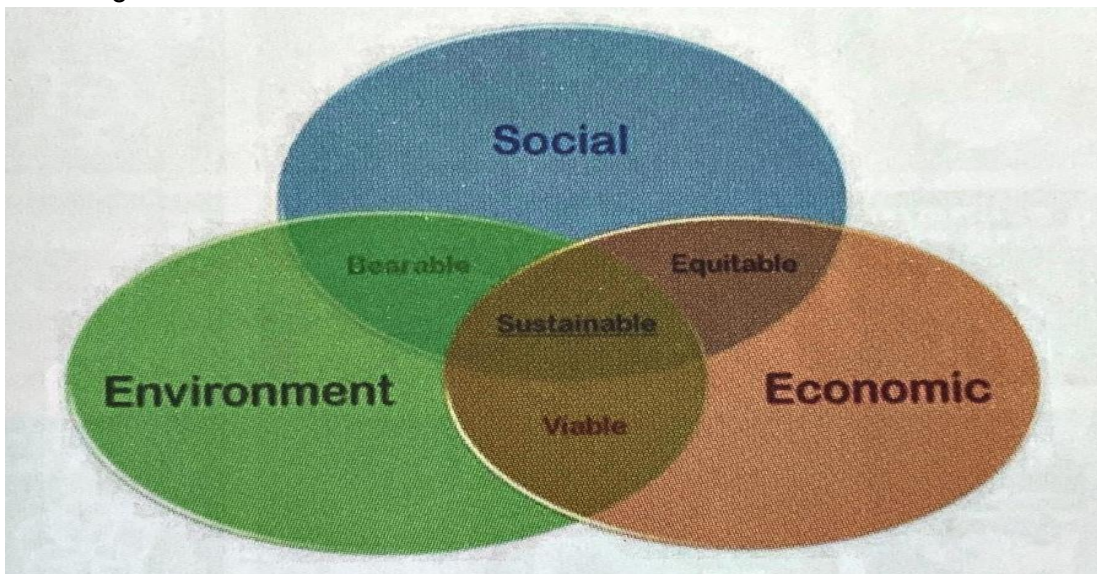 Social
Bearable
Equitable
Sustainable
Environment
Economic
Viable